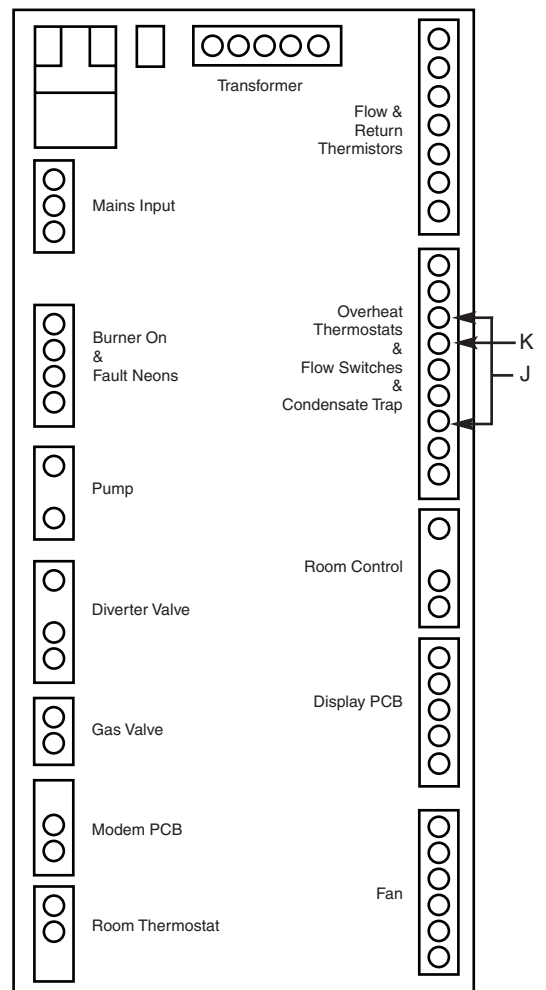 Transformer
Flow &
Return
Thermistors
Mains Input
Overheat
Thermostats
&
Flow Switches
&
Condensate Trap
K
J
Burner On
&
Fault Neons
Pump
Room Control
Diverter Valve
Display PCB
Gas Valve
Modem PCB
Fan
Room Thermostat